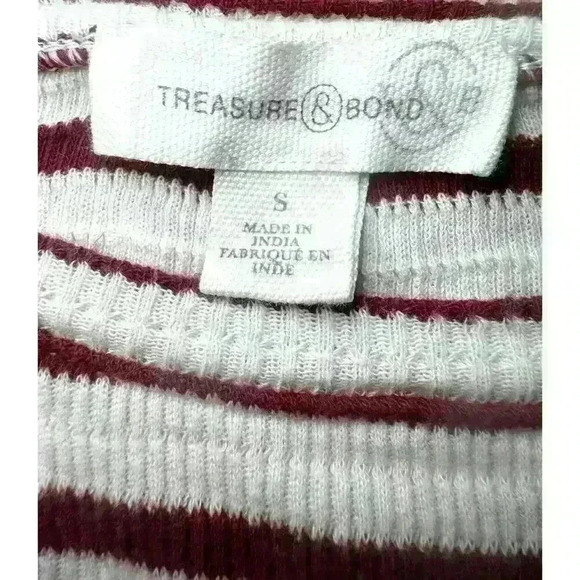 TREASURE & BOND
& B
S
MADE IN
INDIA
FABRIQUÉ EN
INDE